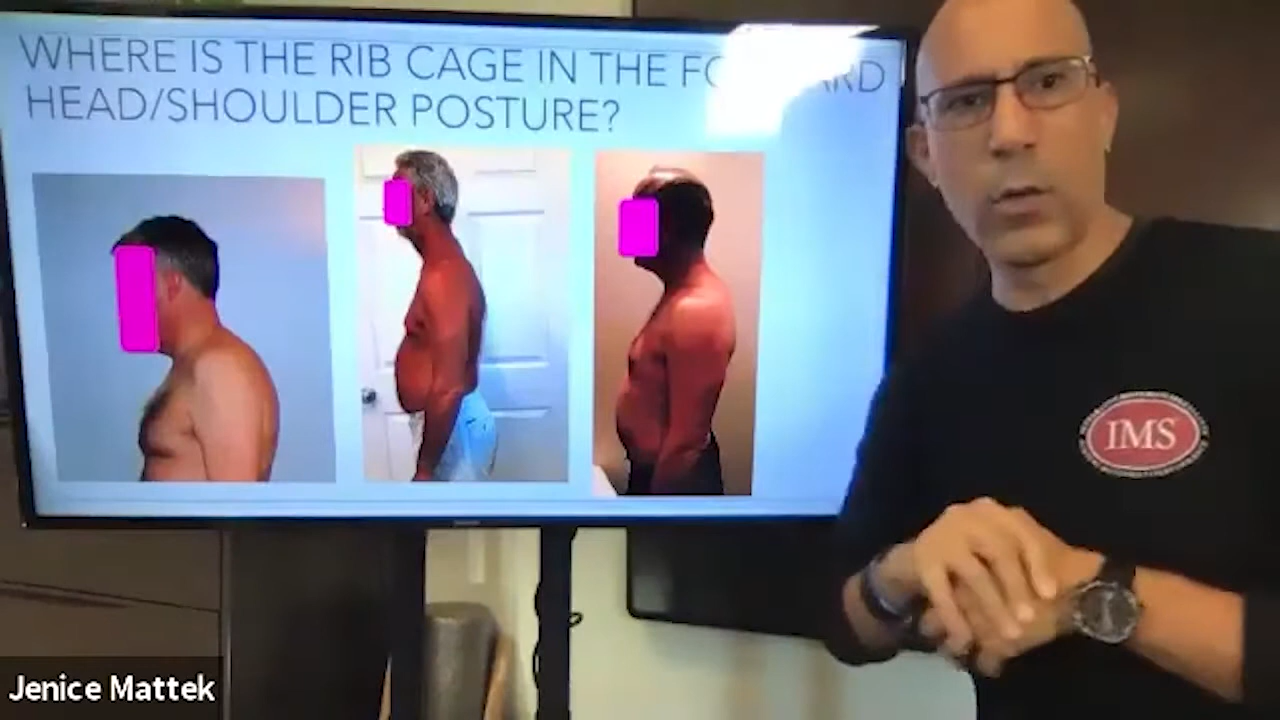 WHERE IS THE RIB CAGE IN THE
HEAD/SHOULDER POSTURE?
IMS
Jenice Mattek